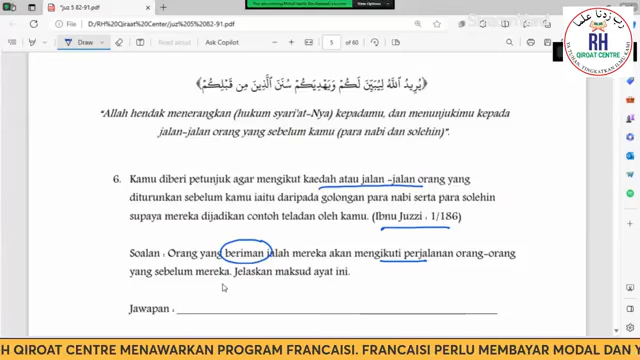 "juz 5 82-91.pdf
D:/RH%20Qiraat%20Center/juz%205%2082-91.pdf
Draw
Ask Copilot
5
of 60
رب زدنا علما
RH
QIROAT CENTRE
﴿يُرِيدُ ٱللَّهُ لِيُبَيِّنَ لَكُمْ وَيَهْدِيَكُمْ سُنَنَ ٱلَّذِينَ مِن قَبْلِكُمْ﴾
"Allah hendak menerangkan (hukum syari'at-Nya) kepadamu, dan menunjukimu kepada
jalan-jalan orang yang sebelum kamu (para nabi dan solehin)".
6. Kamu diberi petunjuk agar mengikut kaedah atau jalan -jalan orang yang
diturunkan sebelum kamu iaitu daripada golongan para nabi serta para solehin
supaya mereka dijadikan contoh teladan oleh kamu. (Ibnu Juzzi : 1/186)
Soalan : Orang yang beriman ialah mereka akan mengikuti perjalanan orang-orang
yang sebelum mereka. Jelaskan maksud ayat ini.
Jawapan :
H QIROAT CENTRE MENAWARKAN PROGRAM FRANCAISI. FRANCAISI PERLU MEMBAYAR MODAL DAN Y